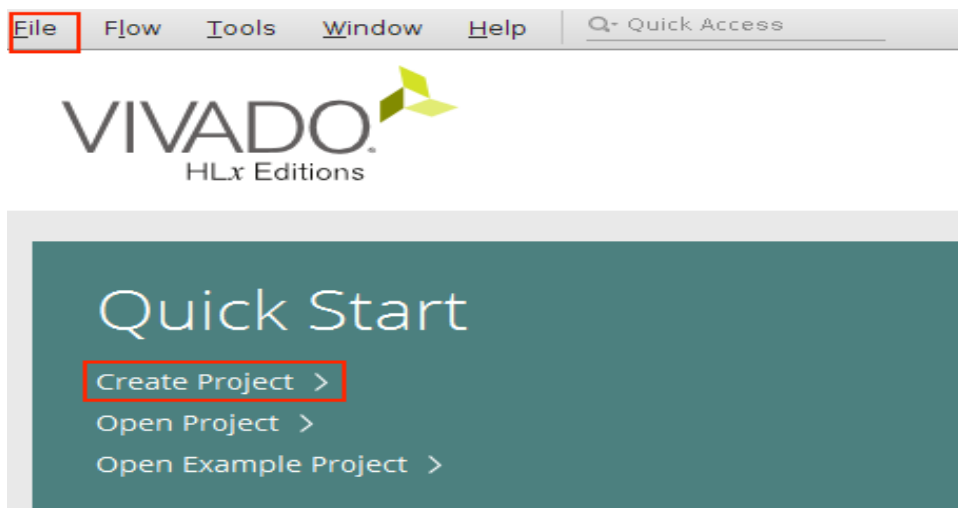 File Flow Tools Window Help Q- Quick Access
VIVADO.
HLx Editions
Quick Start
Create Project >
Open Project >
Open Example Project >